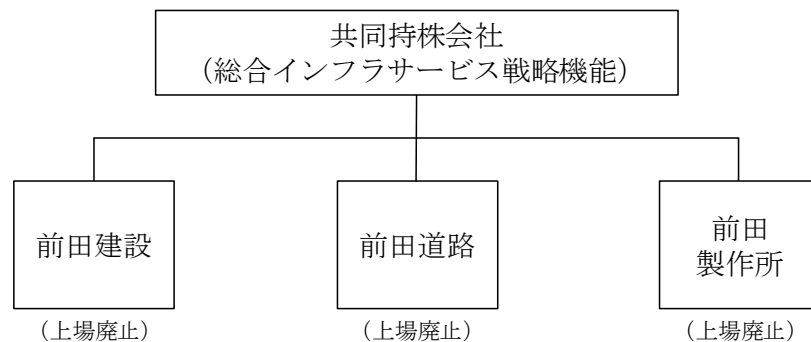 共同持株会社
（総合インフラサービス戦略機能）
前田建設
前田道路
前田
製作所
（上場廃止）
（上場廃止）
（上場廃止）